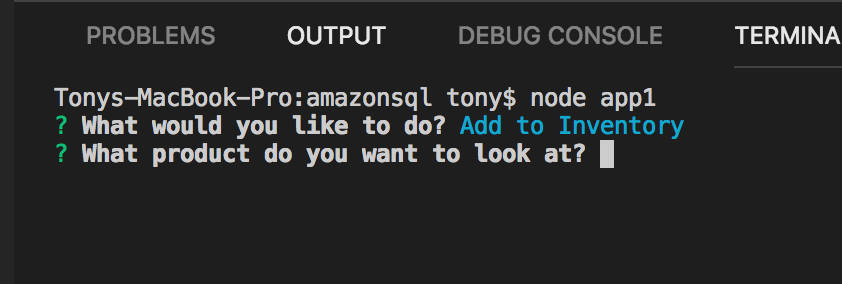 PROBLEMS OUTPUT DEBUG CONSOLE TERMINA
Tonys-MacBook-Pro:amazonsql tony$ node app1
? What would you like to do? Add to Inventory
? What product do you want to look at?